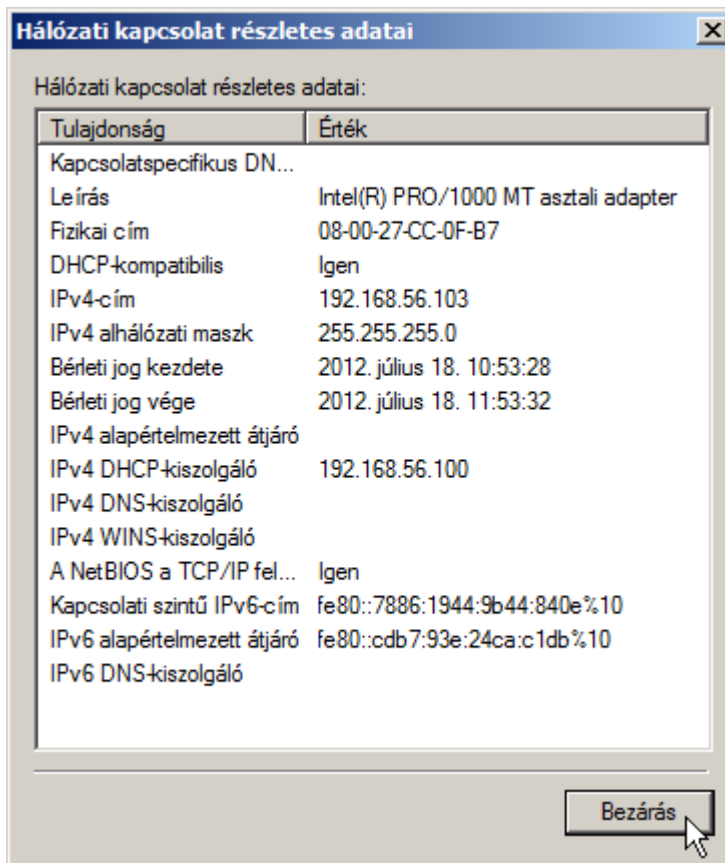 Hálózati kapcsolat részletes adatai
Hálózati kapcsolat részletes adatai:
Tulajdonság Érték
Kapcsolatspecifikus DN...
Leírás Intel(R) PRO/1000 MT asztali adapter
Fizikai cím 08-00-27-CC-0F-B7
DHCP-kompatibilis Igen
IPv4-cím 192.168.56.103
IPv4 alhálózati maszk 255.255.255.0
Bérleti jog kezdete 2012. július 18. 10:53:28
Bérleti jog vége 2012. július 18. 11:53:32
IPv4 alapértelmezett átjáró
IPv4 DHCP-kiszolgáló 192.168.56.100
IPv4 DNS-kiszolgáló
IPv4 WINS-kiszolgáló
A NetBIOS a TCP/IP fel... Igen
Kapcsolati szintű IPv6-cím fe80::7886:1944:9b44:840e%10
IPv6 alapértelmezett átjáró fe80::cdb7:93e:24ca:c1db%10
IPv6 DNS-kiszolgáló
Bezárás